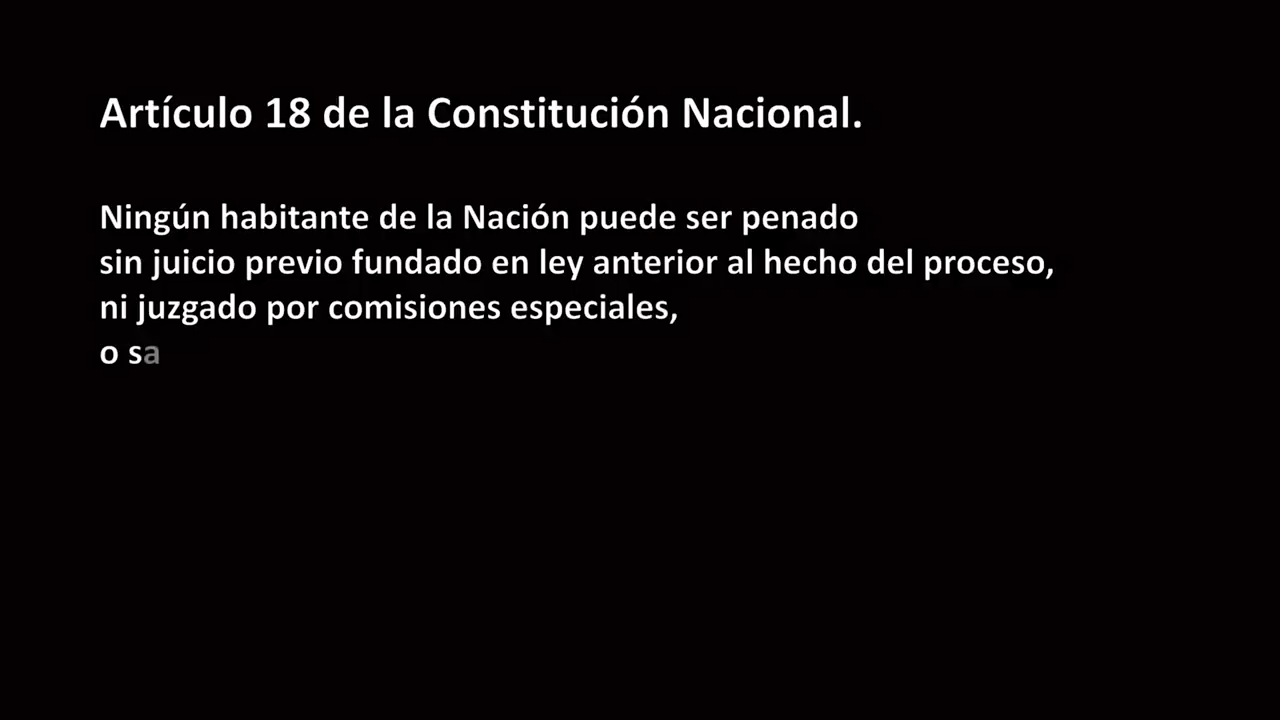 Artículo 18 de la Constitución Nacional.
Ningún habitante de la Nación puede ser penado
sin juicio previo fundado en ley anterior al hecho del proceso,
ni juzgado por comisiones especiales,
o sa